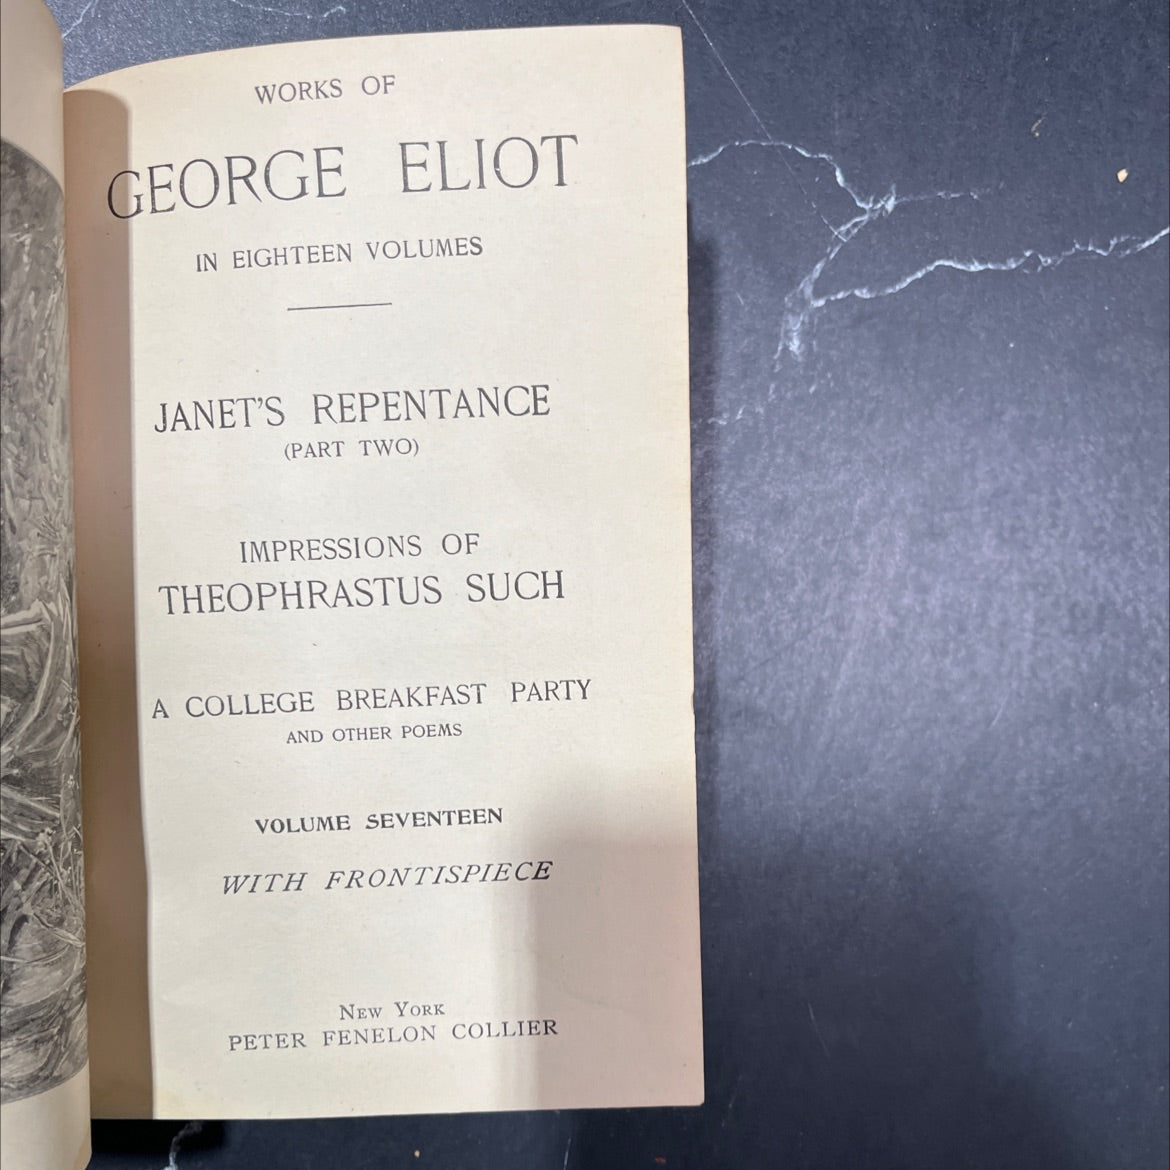 WORKS OF
GEORGE ELIOT
IN EIGHTEEN VOLUMES
JANET'S REPENTANCE
(PART TWO)
IMPRESSIONS OF
THEOPHRASTUS SUCH
A COLLEGE BREAKFAST PARTY
AND OTHER POEMS
VOLUME SEVENTEEN
WITH FRONTISPIECE
NEW YORK
PETER FENELON COLLIER